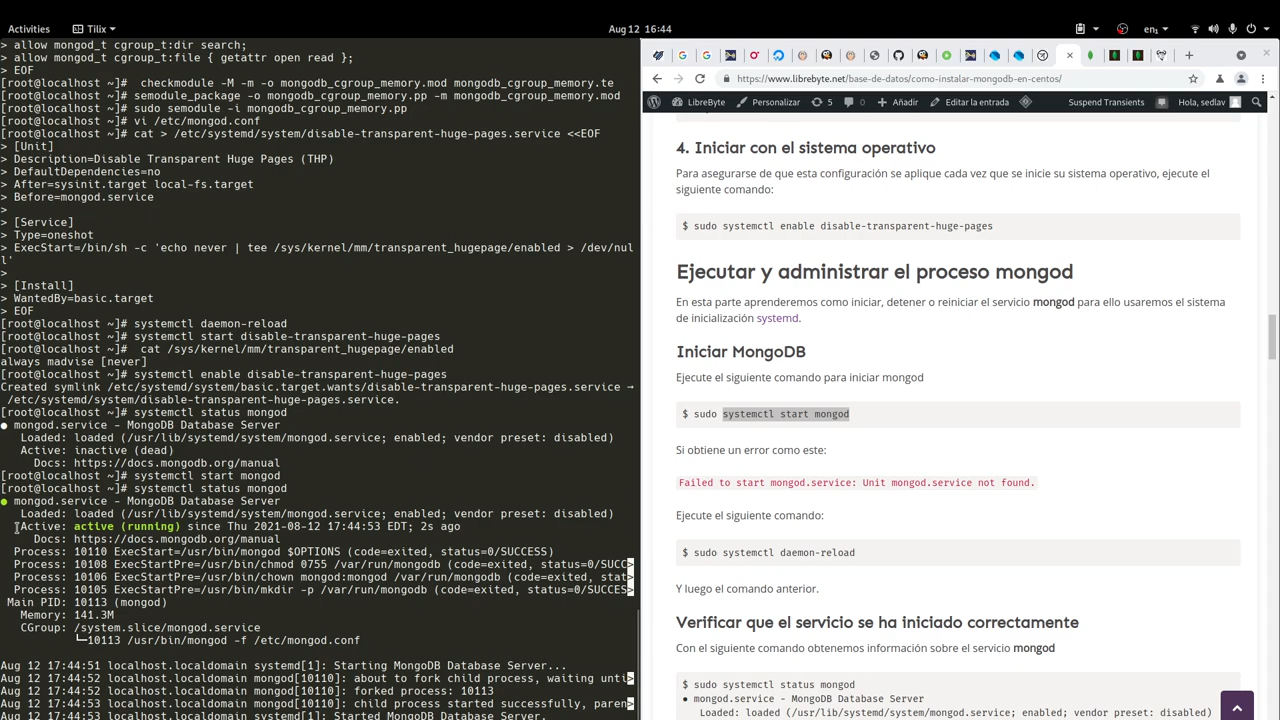 Activities
Tilix
Aug 12 16:44
en₁
> allow mongod_t cgroup_t:dir search;
> allow mongod_t cgroup_t:file { getattr open read };
> EOF
[root@localhost ~]#  checkmodule -M -m -o mongodb_cgroup_memory.mod mongodb_cgroup_memory.te
[root@localhost ~]# semodule_package -o mongodb_cgroup_memory.pp -m mongodb_cgroup_memory.mod
[root@localhost ~]# sudo semodule -i mongodb_cgroup_memory.pp
[root@localhost ~]# vi /etc/mongod.conf
[root@localhost ~]# cat > /etc/systemd/system/disable-transparent-huge-pages.service <<EOF
> [Unit]
> Description=Disable Transparent Huge Pages (THP)
> DefaultDependencies=no
> After=sysinit.target local-fs.target
> Before=mongod.service
>
> [Service]
> Type=oneshot
> ExecStart=/bin/sh -c 'echo never | tee /sys/kernel/mm/transparent_hugepage/enabled > /dev/nul
l'
>
> [Install]
> WantedBy=basic.target
> EOF
[root@localhost ~]# systemctl daemon-reload
[root@localhost ~]# systemctl start disable-transparent-huge-pages
[root@localhost ~]#  cat /sys/kernel/mm/transparent_hugepage/enabled
always madvise [never]
[root@localhost ~]# systemctl enable disable-transparent-huge-pages
Created symlink /etc/systemd/system/basic.target.wants/disable-transparent-huge-pages.service →
/etc/systemd/system/disable-transparent-huge-pages.service.
[root@localhost ~]# systemctl status mongod
● mongod.service - MongoDB Database Server
Loaded: loaded (/usr/lib/systemd/system/mongod.service; enabled; vendor preset: disabled)
Active: inactive (dead)
Docs: https://docs.mongodb.org/manual
[root@localhost ~]# systemctl start mongod
[root@localhost ~]# systemctl status mongod
● mongod.service - MongoDB Database Server
Loaded: loaded (/usr/lib/systemd/system/mongod.service; enabled; vendor preset: disabled)
Active: active (running) since Thu 2021-08-12 17:44:53 EDT; 2s ago
Docs: https://docs.mongodb.org/manual
Process: 10110 ExecStart=/usr/bin/mongod $OPTIONS (code=exited, status=0/SUCCESS)
Process: 10108 ExecStartPre=/usr/bin/chmod 0755 /var/run/mongodb (code=exited, status=0/SUCC>
Process: 10106 ExecStartPre=/usr/bin/chown mongod:mongod /var/run/mongodb (code=exited, stat>
Process: 10105 ExecStartPre=/usr/bin/mkdir -p /var/run/mongodb (code=exited, status=0/SUCCES>
Main PID: 10113 (mongod)
Memory: 141.3M
CGroup: /system.slice/mongod.service
└─10113 /usr/bin/mongod -f /etc/mongod.conf
Aug 12 17:44:51 localhost.localdomain systemd[1]: Starting MongoDB Database Server...
Aug 12 17:44:52 localhost.localdomain mongod[10110]: about to fork child process, waiting unti>
Aug 12 17:44:52 localhost.localdomain mongod[10110]: forked process: 10113
Aug 12 17:44:53 localhost.localdomain mongod[10110]: child process started successfully, paren>
Aug 12 17:44:53 localhost.localdomain systemd[1]: Started MongoDB Database Server.
https://www.librebyte.net/base-de-datos/como-instalar-mongodb-en-centos/
LibreByte
Personalizar
5
0
Añadir
Editar la entrada
Suspend Transients
Hola, sedlav
4. Iniciar con el sistema operativo
Para asegurarse de que esta configuración se aplique cada vez que se inicie su sistema operativo, ejecute el
siguiente comando:
$ sudo systemctl enable disable-transparent-huge-pages
Ejecutar y administrar el proceso mongod
En esta parte aprenderemos como iniciar, detener o reiniciar el servicio mongod para ello usaremos el sistema
de inicialización systemd.
Iniciar MongoDB
Ejecute el siguiente comando para iniciar mongod
$ sudo systemctl start mongod
Si obtiene un error como este:
Failed to start mongod.service: Unit mongod.service not found.
Ejecute el siguiente comando:
$ sudo systemctl daemon-reload
Y luego el comando anterior.
Verificar que el servicio se ha iniciado correctamente
Con el siguiente comando obtenemos información sobre el servicio mongod
$ sudo systemctl status mongod
● mongod.service - MongoDB Database Server
Loaded: loaded (/usr/lib/systemd/system/mongod.service; enabled; vendor preset: disabled)